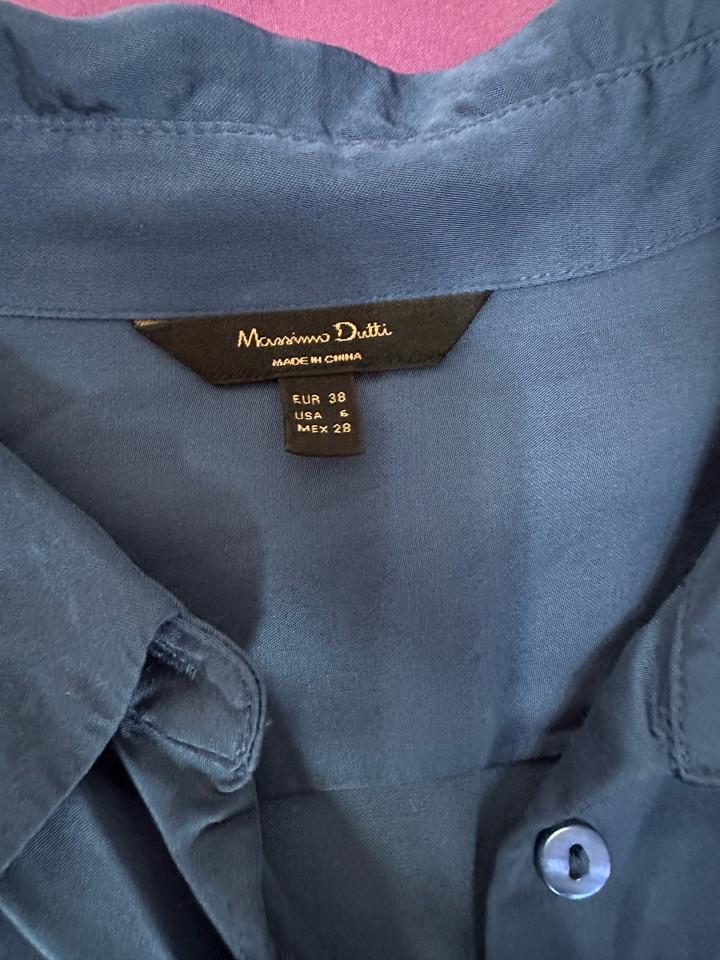 Massimo Dutti
MADE IN CHINA
EUR 38
USA 6
MEX 28